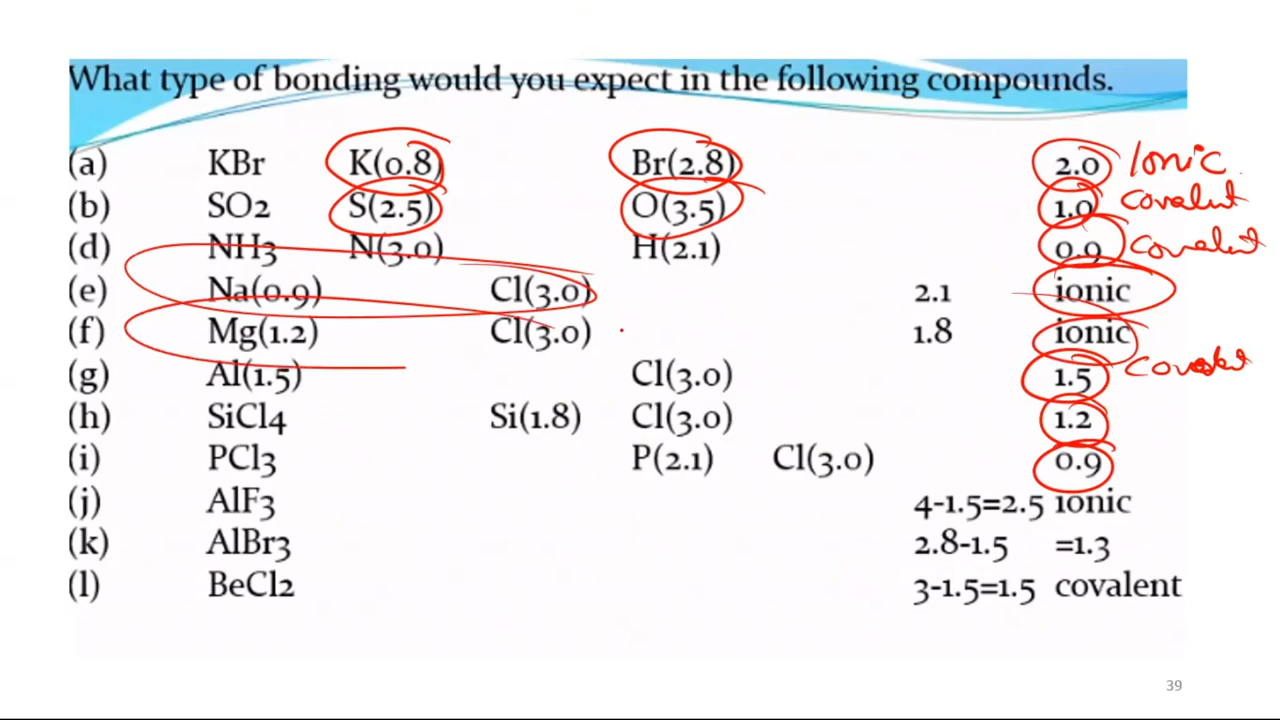 What type of bonding would you expect in the following compounds.
(a) KBr K(0.8) Br(2.8) 2.0 Ionic
(b) SO2 S(2.5) O(3.5) 1.0 covalent
(d) NH3 N(3.0) H(2.1) 0.9 covalent
(e) Na(0.9) Cl(3.0) 2.1 ionic
(f) Mg(1.2) Cl(3.0) 1.8 ionic
(g) Al(1.5) Cl(3.0) 1.5 covalent
(h) SiCl4 Si(1.8) Cl(3.0) 1.2
(i) PCl3 P(2.1) Cl(3.0) 0.9
(j) AlF3 4-1.5=2.5 ionic
(k) AlBr3 2.8-1.5 =1.3
(l) BeCl2 3-1.5=1.5 covalent
39